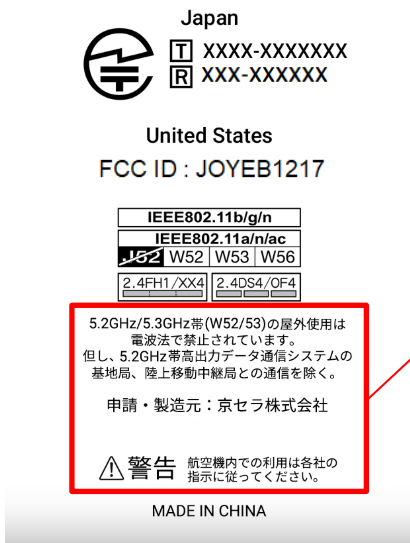 Japan
T XXXX-XXXXXXX
R XXX-XXXXXX
United States
FCC ID : JOYEB1217
IEEE802.11b/g/n
IEEE802.11a/n/ac
J52 W52 W53 W56
2.4FH1/XX4 2.4DS4/OF4
5.2GHz/5.3GHz帯(W52/53)の屋外使用は
電波法で禁止されています。
但し、5.2GHz帯高出力データ通信システムの
基地局、陸上移動中継局との通信を除く。
申請・製造元：京セラ株式会社
警告 航空機内での利用は各社の
指示に従ってください。
MADE IN CHINA